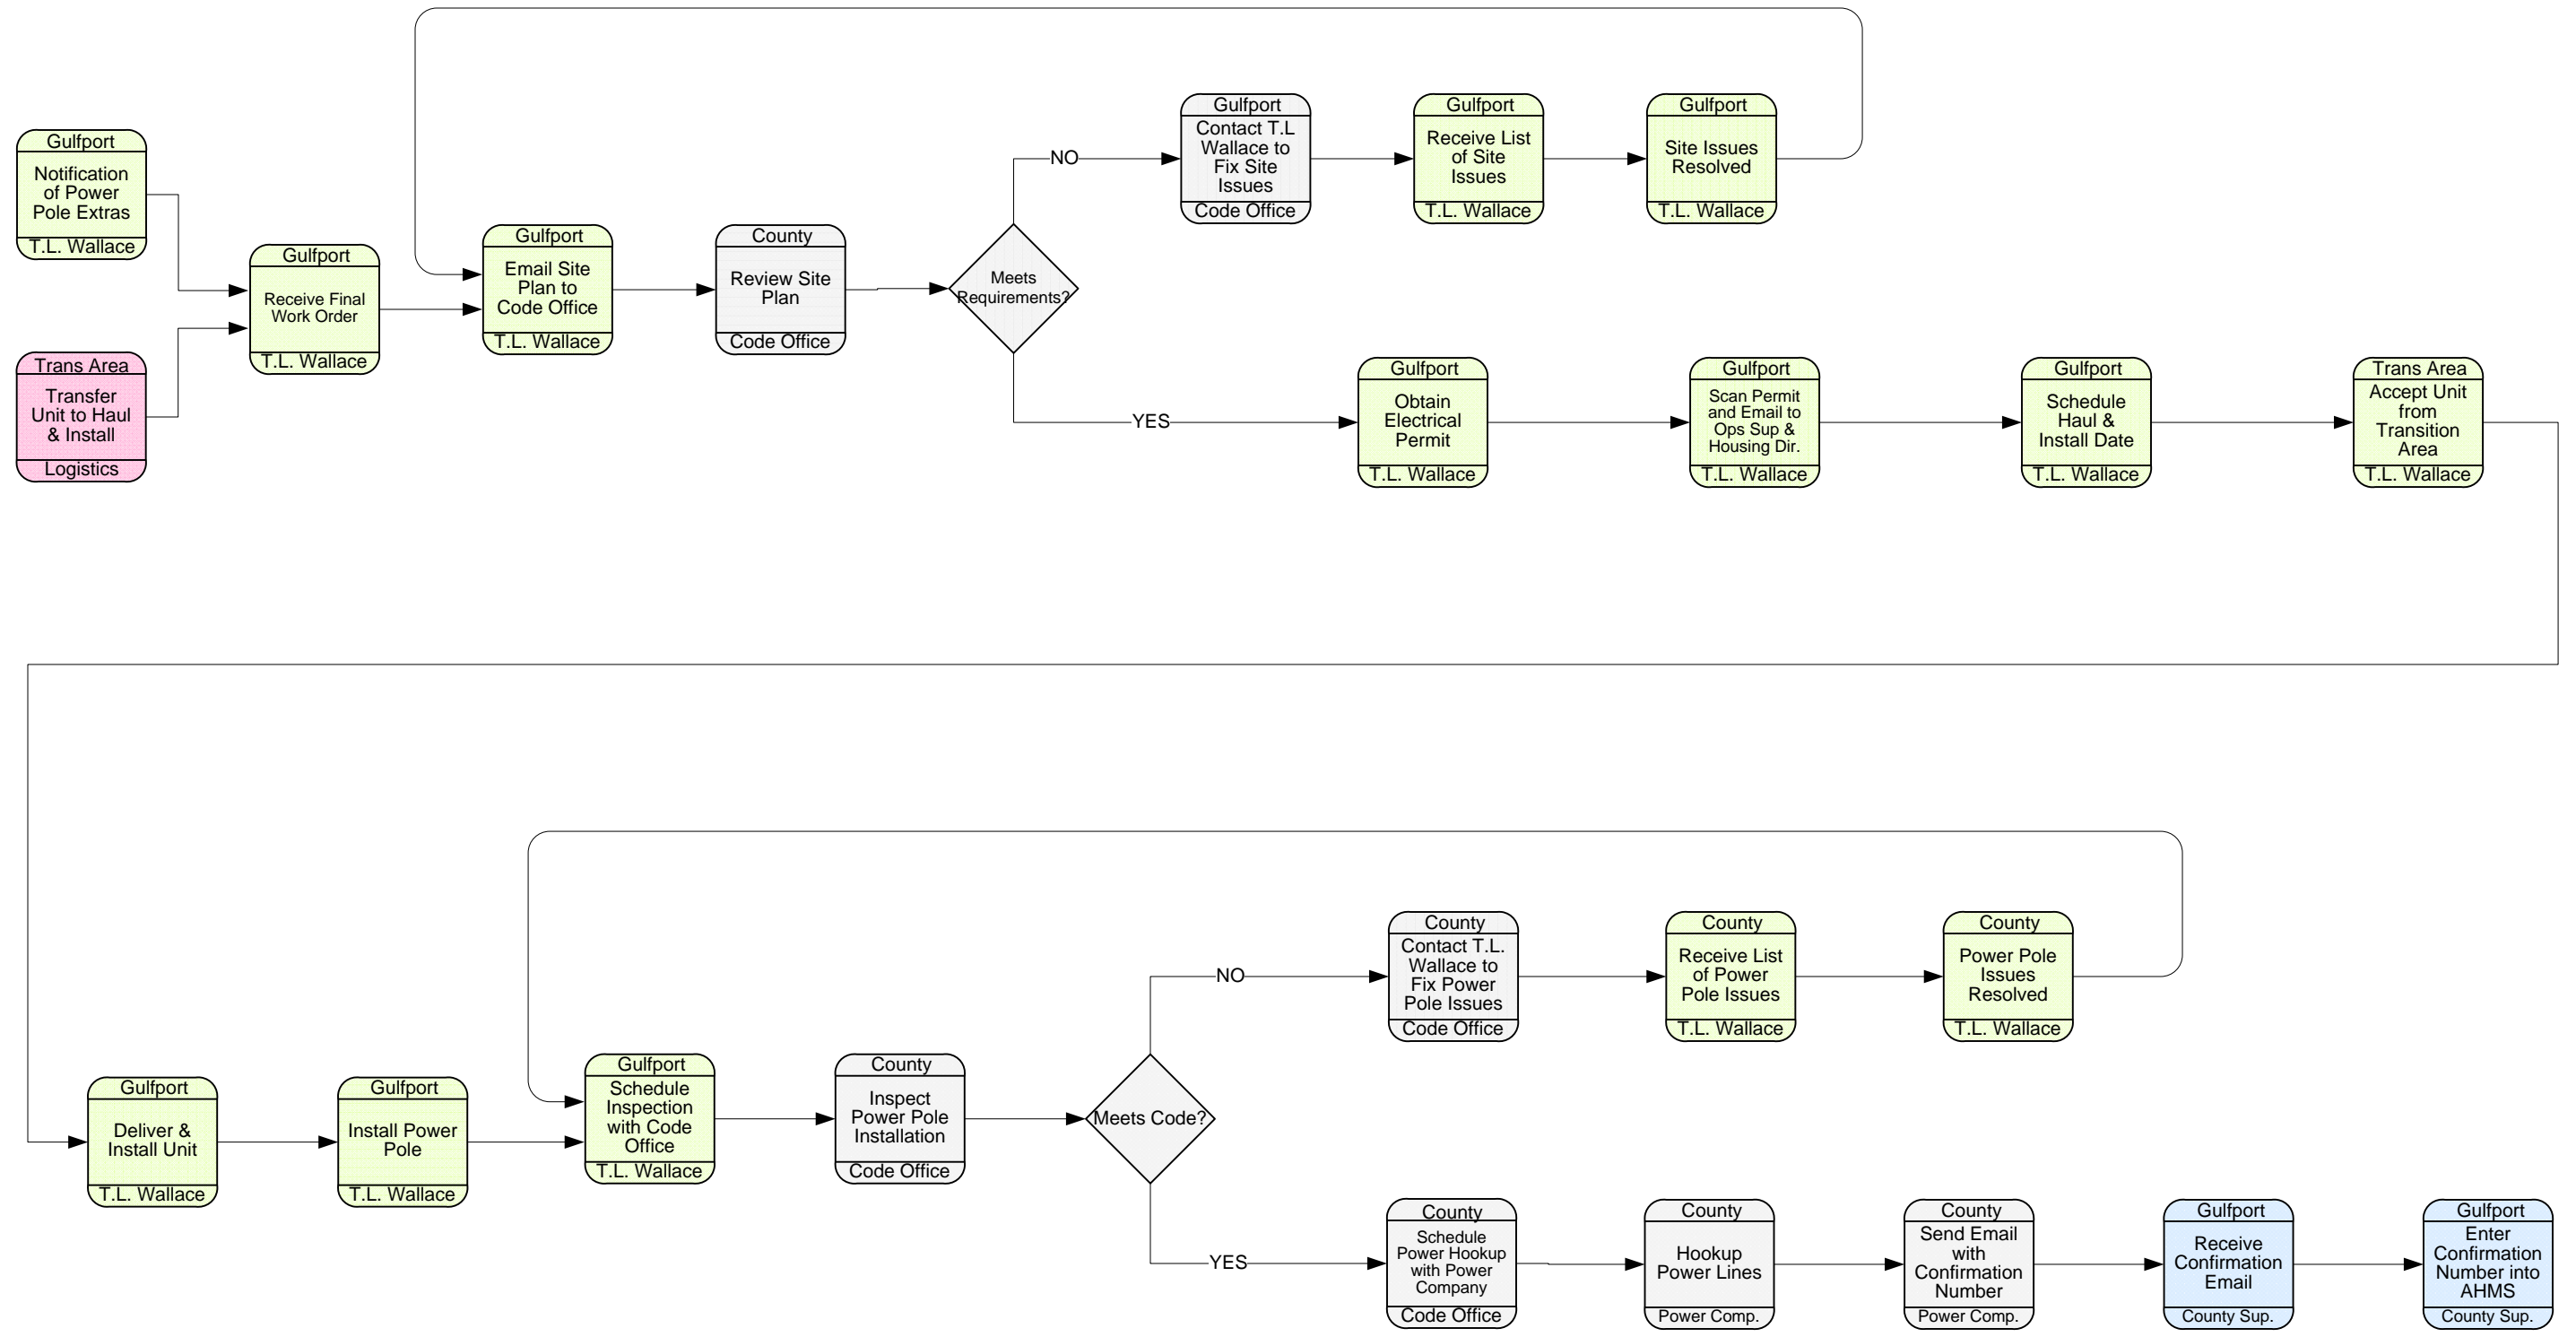 Gulfport
Notification
of Power
Pole Extras
T.L. Wallace
Trans Area
Transfer
Unit to Haul
& Install
Logistics
Gulfport
Receive Final
Work Order
T.L. Wallace
Gulfport
Email Site
Plan to
Code Office
T.L. Wallace
County
Review Site
Plan
Code Office
Meets
Requirements?
NO
Gulfport
Contact T.L
Wallace to
Fix Site
Issues
Code Office
Gulfport
Receive List
of Site
Issues
T.L. Wallace
Gulfport
Site Issues
Resolved
T.L. Wallace
YES
Gulfport
Obtain
Electrical
Permit
T.L. Wallace
Gulfport
Scan Permit
and Email to
Ops Sup &
Housing Dir.
T.L. Wallace
Gulfport
Schedule
Haul &
Install Date
T.L. Wallace
Trans Area
Accept Unit
from
Transition
Area
T.L. Wallace
Gulfport
Deliver &
Install Unit
T.L. Wallace
Gulfport
Install Power
Pole
T.L. Wallace
Gulfport
Schedule
Inspection
with Code
Office
T.L. Wallace
County
Inspect
Power Pole
Installation
Code Office
Meets Code?
NO
County
Contact T.L.
Wallace to
Fix Power
Pole Issues
Code Office
County
Receive List
of Power
Pole Issues
T.L. Wallace
County
Power Pole
Issues
Resolved
T.L. Wallace
YES
County
Schedule
Power Hookup
with Power
Company
Code Office
County
Hookup
Power Lines
Power Comp.
County
Send Email
with
Confirmation
Number
Power Comp.
Gulfport
Receive
Confirmation
Email
County Sup.
Gulfport
Enter
Confirmation
Number into
AHMS
County Sup.